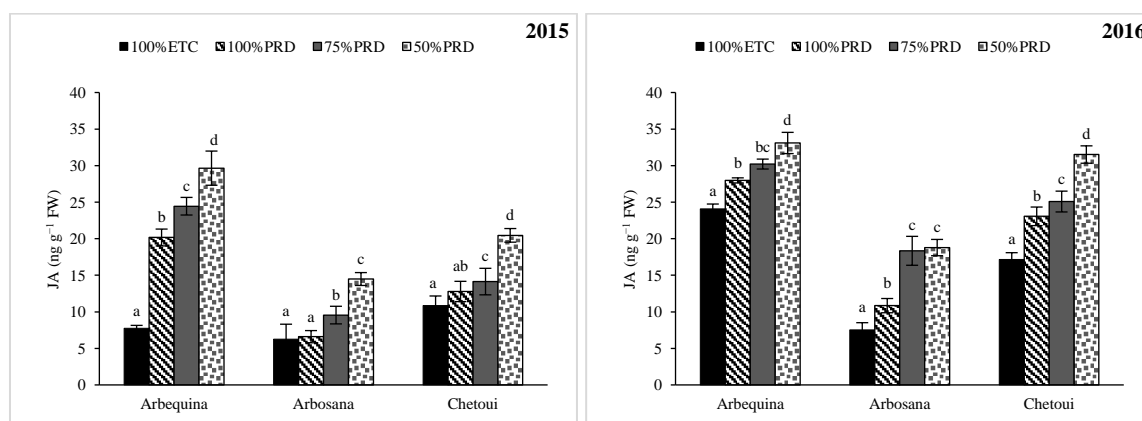 2015
100%ETC 100%PRD 75%PRD 50%PRD
JA (ng g⁻¹ FW)
40
35
30
25
20
15
10
5
0
a b c d
a a b c
a ab c d
Arbequina Arbosana Chetoui
2016
100%ETC 100%PRD 75%PRD 50%PRD
JA (ng g⁻¹ FW)
40
35
30
25
20
15
10
5
0
a b bc d
a b c c
a b c d
Arbequina Arbosana Chetoui